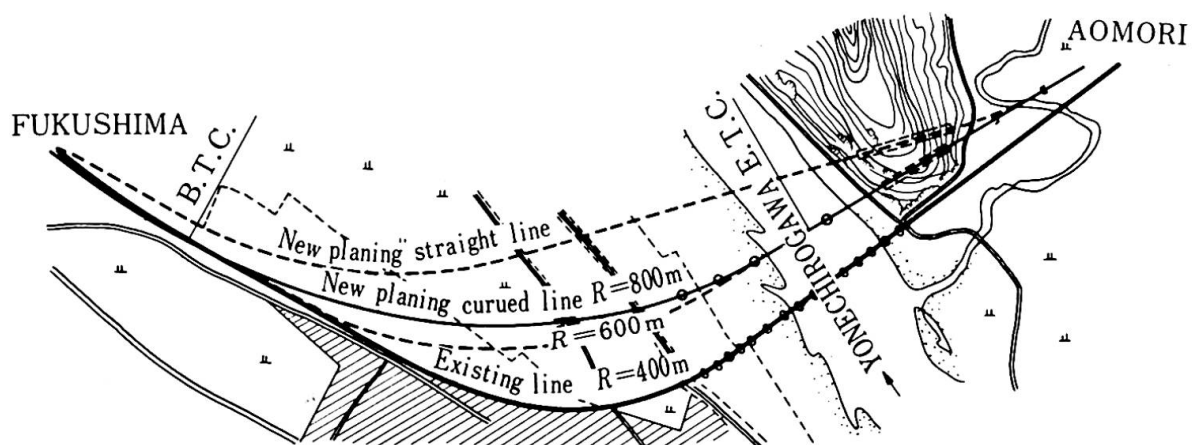 AOMORI
FUKUSHIMA
B.T.C.
YONECHIROGAWA E.T.C.
New planing" straight line
New planing curued line R=800m
R=600m
Existing line R=400m